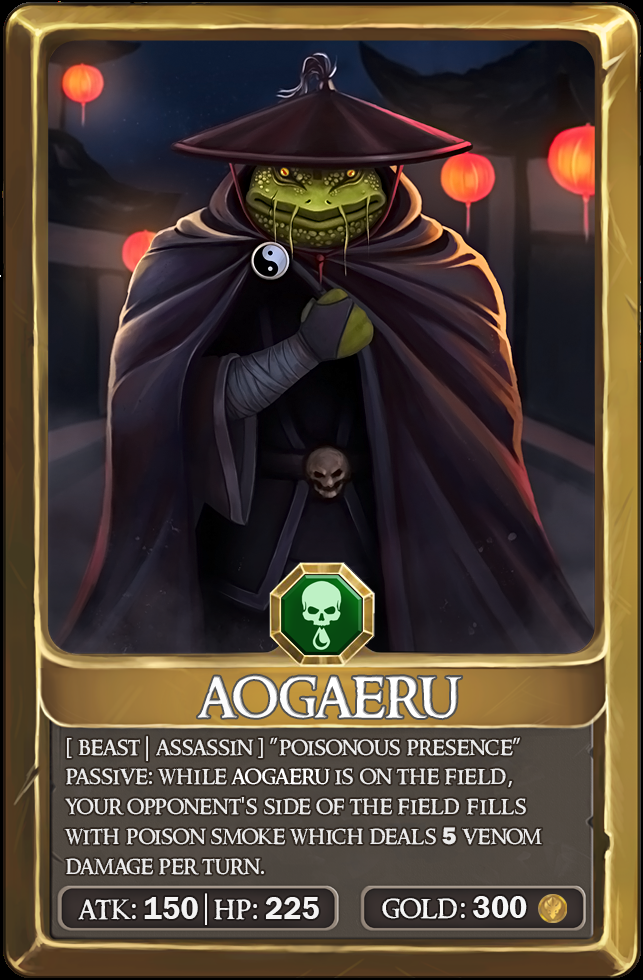 AOGAERU
[ BEAST | ASSASSIN ] "POISONOUS PRESENCE"
PASSIVE: WHILE AOGAERU IS ON THE FIELD,
YOUR OPPONENT'S SIDE OF THE FIELD FILLS
WITH POISON SMOKE WHICH DEALS 5 VENOM
DAMAGE PER TURN.
ATK: 150 | HP: 225 GOLD: 300